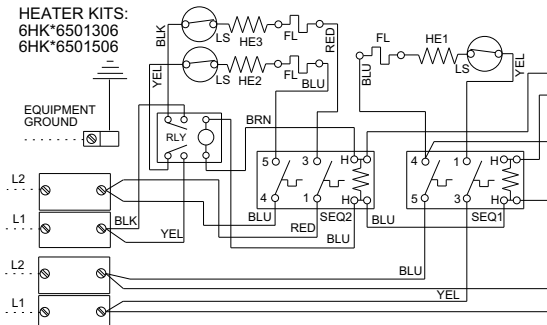 HEATER KITS:
6HK*6501306
6HK*6501506
BLK
LS
HE3
FL
RED
YEL
LS
HE2
FL
BLU
FL
HE1
LS
YEL
BLU
EQUIPMENT
GROUND
RLY
BRN
5
3
H
H
4
1
H
H
L2
4
1
SEQ2
H
H
5
3
SEQ1
H
H
L1
BLK
YEL
BLU
RED
BLU
BLU
L2
BLU
L1
YEL